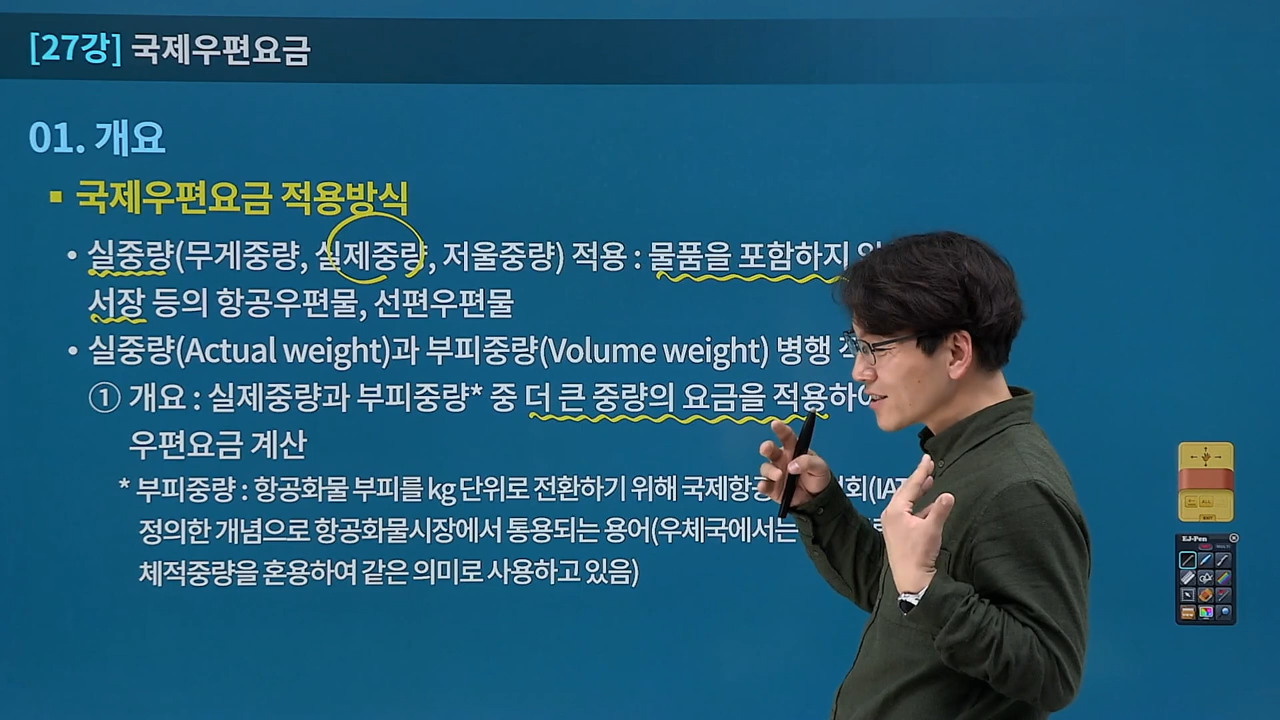 [27강] 국제우편요금
01. 개요
▪ 국제우편요금 적용방식
• 실중량(무게중량, 실제중량, 저울중량) 적용 : 물품을 포함하지
서장 등의 항공우편물, 선편우편물
• 실중량(Actual weight)과 부피중량(Volume weight) 병행
① 개요 : 실제중량과 부피중량* 중 더 큰 중량의 요금을 적용하여
우편요금 계산
* 부피중량 : 항공화물 부피를 kg 단위로 전환하기 위해
정의한 개념으로 항공화물시장에서 통용되는 용어(우체국에서는
체적중량을 혼용하여 같은 의미로 사용하고 있음)
EJ-Pen